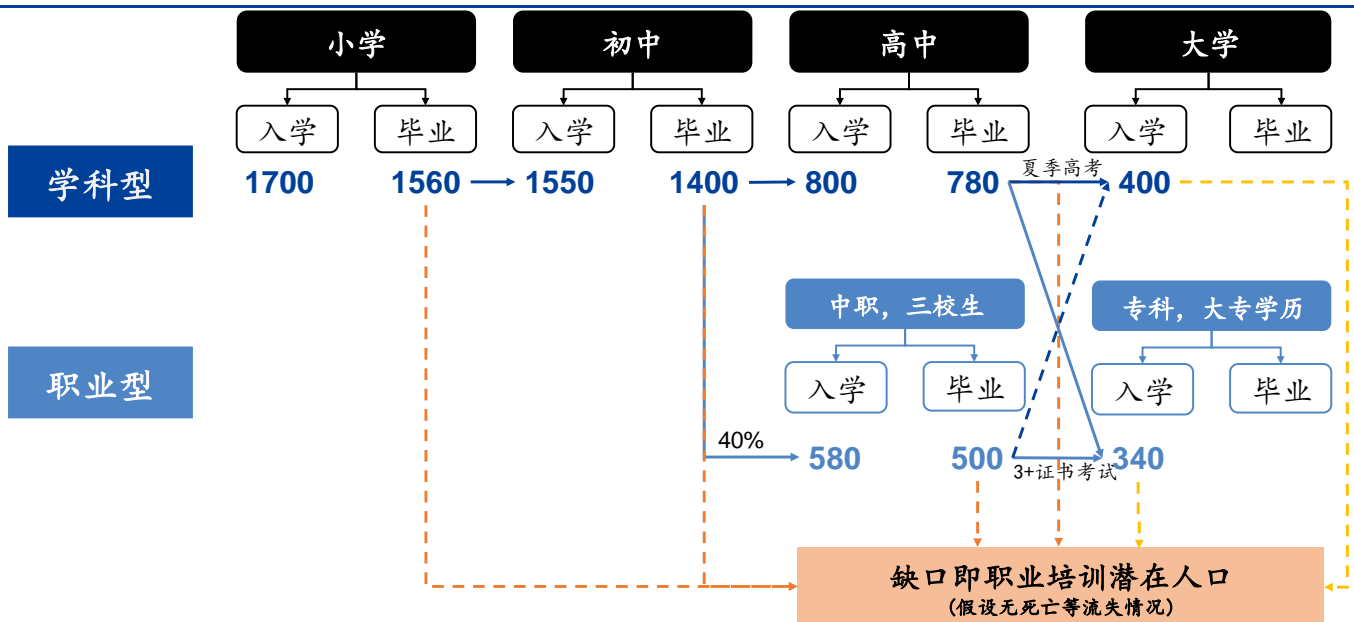 小学 初中 高中 大学
入学 毕业 入学 毕业 入学 毕业 入学 毕业
夏季高考
学科型 1700 1560 1550 1400 800 780 400
中职，三校生 专科，大专学历
职业型 入学 毕业 入学 毕业
40% 580 500 340
3+证书考试
缺口即职业培训潜在人口
(假设无死亡等流失情况)